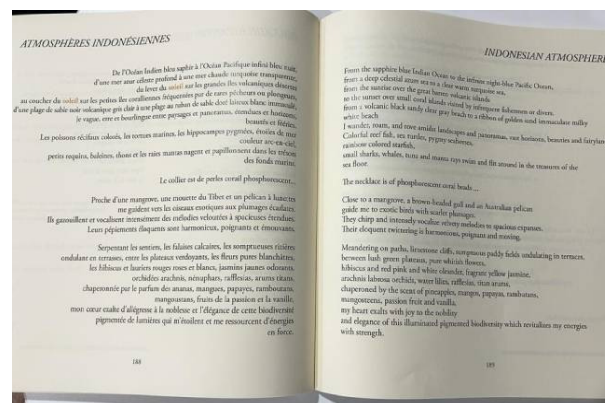 ATMOSPHÈRES INDONÉSIENNES
De l'Océan Indien bleu saphir à l'Océan Pacifique infini bleu nuit,
d'une mer azur céleste profond à une mer chaude turquoise transparente,
du lever du soleil sur les grandes îles volcaniques désertes
au coucher du soleil sur les petites îles coralliennes fréquentées par de rares pêcheurs ou plongeurs,
d'une plage de sable noir volcanique gris clair à une plage au ruban de sable doré laiteux blanc immaculé,
je vague, erre et bourlingue entre paysages et panoramas, étendues et horizons,
beautés et féeries.
Les poissons récifaux colorés, les tortues marines, les hippocampes pygmées, étoiles de mer
couleur arc-en-ciel,
petits requins, baleines, thons et les raies mantas nagent et papillonnent dans les trésors
des fonds marins.
Le collier est de perles corail phosphorescent...
Proche d'une mangrove, une mouette du Tibet et un pélican à lunettes
me guident vers les oiseaux exotiques aux plumages écarlates.
Ils gazouillent et vocalisent intensément des mélodies veloutées à spacieuses étendues.
Leurs pépiements éloquents sont harmonieux, poignants et émouvants.
Serpentant les sentiers, les falaises calcaires, les somptueuses rizières
ondulant en terrasses, entre les plateaux verdoyants, les fleurs pures blanchâtres,
les hibiscus et lauriers rouges roses et blancs, jasmins jaunes odorants,
orchidées arachnis, nénuphars, rafflesias, arums titans,
chaperonnée par le parfum des ananas, mangues, papayes, ramboutans,
mangoustans, fruits de la passion et la vanille,
mon cœur exalte d'allégresse à la noblesse et l'élégance de cette biodiversité
pigmentée de lumières qui m'étoilent et me ressourcent d'énergies
en force.
188
INDONESIAN ATMOSPHERE
From the sapphire blue Indian Ocean to the infinite night-blue Pacific Ocean,
from a deep celestial azure sea to a clear warm turquoise sea,
from the sunrise over the great barren volcanic islands
to the sunset over small coral islands visited by infrequent fishermen or divers,
from a volcanic black sandy clear gray beach to a ribbon of golden sand immaculate milky
white beach
I wander, roam, and rove amidst landscapes and panoramas, vast horizons, beauties and fairylan
Colorful reef fish, sea turtles, pygmy seahorses,
rainbow colored starfish,
small sharks, whales, tuna and manta rays swim and flit around in the treasures of the
sea floor.
The necklace is of phosphorescent coral beads...
Close to a mangrove, a brown-headed gull and an Australian pelican
guide me to exotic birds with scarlet plumages.
They chirp and intensely vocalize velvety melodies to spacious expanses.
Their eloquent twittering is harmonious, poignant and moving.
Meandering on paths, limestone cliffs, sumptuous paddy fields undulating in terraces,
between lush green plateaus, pure whitish flowers,
hibiscus and red pink and white oleander, fragrant yellow jasmine,
arachnis labrosa orchids, water lilies, rafflesias, titan arums,
chaperoned by the scent of pineapples, mangos, papayas, rambutans,
mangosteens, passion fruit and vanilla,
my heart exalts with joy to the nobility
and elegance of this illuminated pigmented biodiversity which revitalizes my energies
with strength.
189